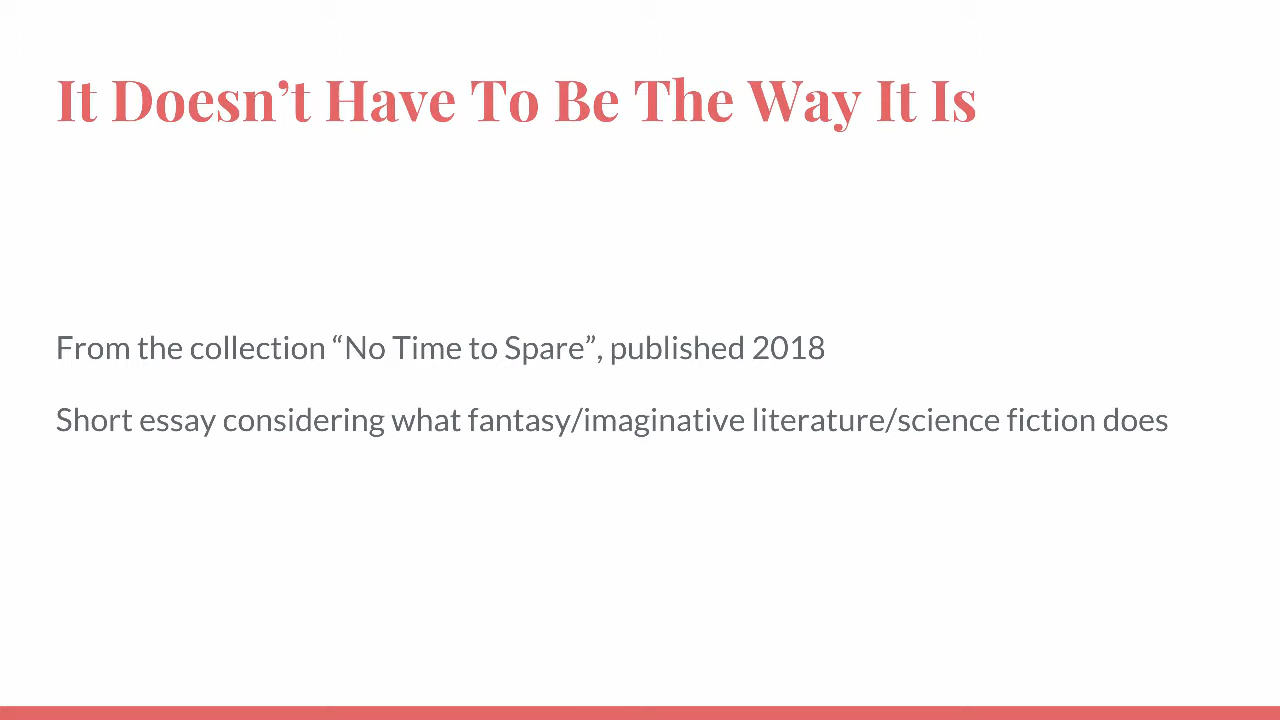 It Doesn’t Have To Be The Way It Is
From the collection “No Time to Spare”, published 2018
Short essay considering what fantasy/imaginative literature/science fiction does